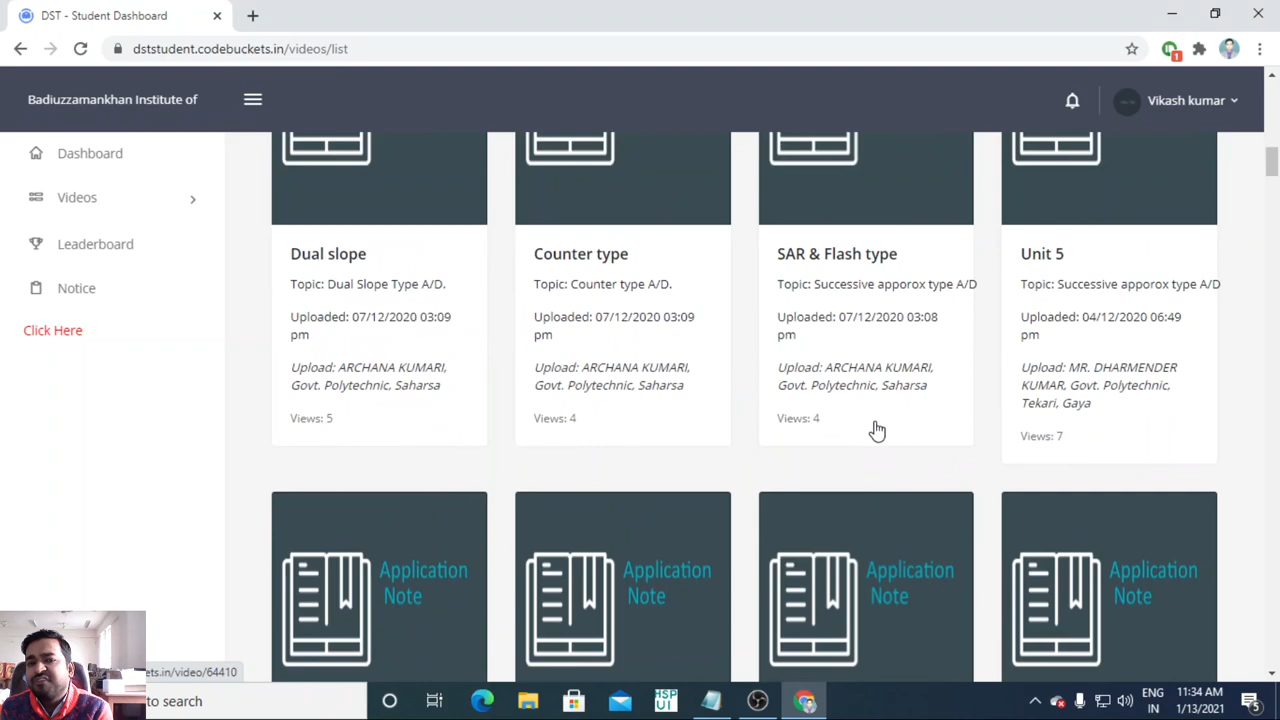 DST - Student Dashboard
dststudent.codebuckets.in/videos/list
1
Badiuzzamankhan Institute of
Vikash kumar
Dashboard
Videos
Leaderboard
Notice
Click Here
Dual slope
Topic: Dual Slope Type A/D.
Uploaded: 07/12/2020 03:09
pm
Upload: ARCHANA KUMARI,
Govt. Polytechnic, Saharsa
Views: 5
Counter type
Topic: Counter type A/D.
Uploaded: 07/12/2020 03:09
pm
Upload: ARCHANA KUMARI,
Govt. Polytechnic, Saharsa
Views: 4
SAR & Flash type
Topic: Successive apporox type A/D
Uploaded: 07/12/2020 03:08
pm
Upload: ARCHANA KUMARI,
Govt. Polytechnic, Saharsa
Views: 4
Unit 5
Topic: Successive apporox type A/D
Uploaded: 04/12/2020 06:49
pm
Upload: MR. DHARMENDER
KUMAR, Govt. Polytechnic,
Tekari, Gaya
Views: 7
Application
Note
Application
Note
Application
Note
Application
Note
ets.in/video/64410
to search
HSP
UI
ENG
IN
11:34 AM
1/13/2021
5